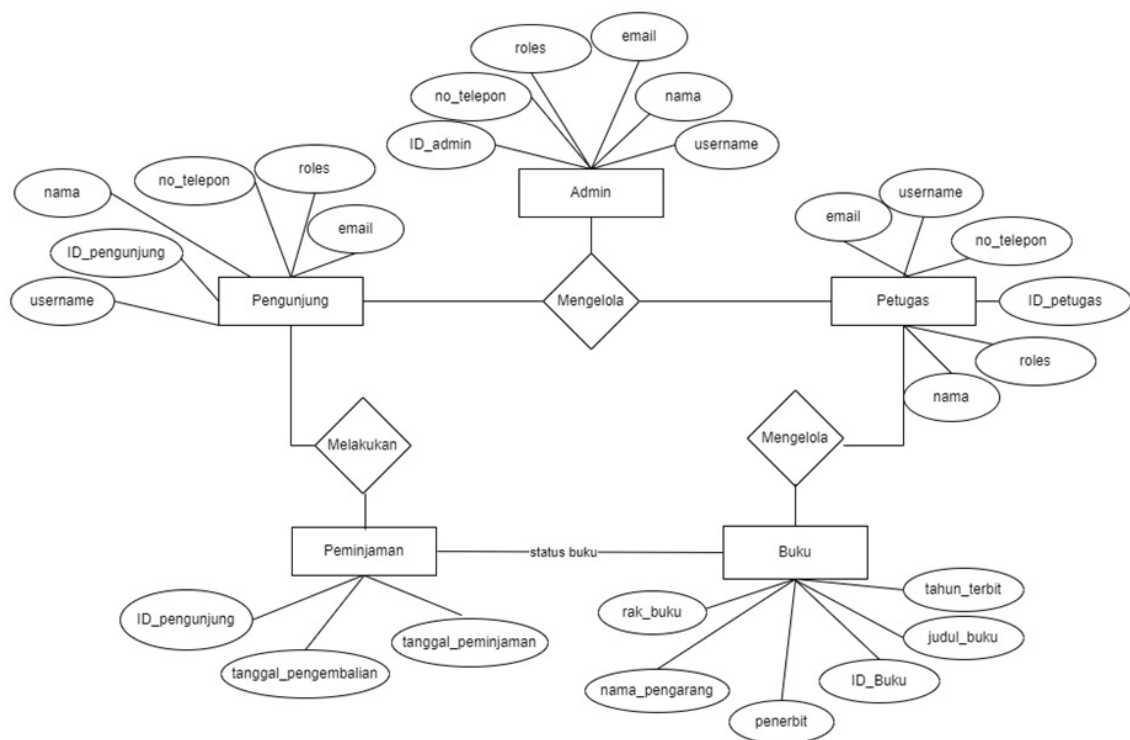 email
roles
no_telepon
nama
ID_admin
username
Admin
nama
no_telepon
roles
email
ID_pengunjung
username
Pengunjung
Mengelola
email
username
no_telepon
ID_petugas
Petugas
roles
nama
Melakukan
Mengelola
Peminjaman
status buku
Buku
ID_pengunjung
tanggal_pengembalian
tanggal_peminjaman
rak_buku
tahun_terbit
judul_buku
ID_Buku
nama_pengarang
penerbit